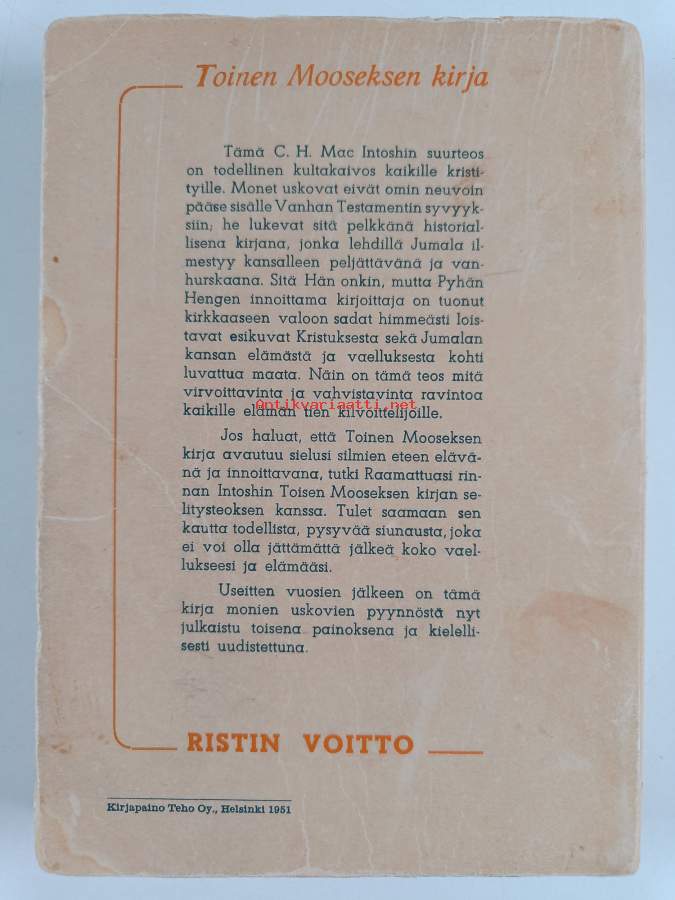 Toinen Mooseksen kirja
Tämä C. H. Mac Intoshin suurteos
on todellinen kultakaivos kaikille kristi-
tyille. Monet uskovat eivät omin neuvoin
pääse sisälle Vanhan Testamentin syvyyk-
siin; he lukevat sitä pelkkänä historial-
lisena kirjana, jonka lehdillä Jumala il-
mestyy kansalleen peljättävänä ja van-
hurskaana. Sitä Hän onkin, mutta Pyhän
Hengen innoittama kirjoittaja on tuonut
kirkkaaseen valoon sadat himmeästi lois-
tavat esikuvat Kristuksesta sekä Jumalan
kansan elämästä ja vaelluksesta kohti
luvattua maata. Näin on tämä teos mitä
virvoittavinta ja vahvistavinta ravintoa
Antikvariaatti.net
kaikille elämän tien kilvoittelijoille.
Jos haluat, että Toinen Mooseksen
kirja avautuu sielusi silmien eteen elävä-
nä ja innoittavana, tutki Raamattuasi rin-
nan Intoshin Toisen Mooseksen kirjan se-
litysteoksen kanssa. Tulet saamaan sen
kautta todellista, pysyvää siunausta, joka
ei voi olla jättämättä jälkeä koko vael-
lukseesi ja elämääsi.
Useitten vuosien jälkeen on tämä
kirja monien uskovien pyynnöstä nyt
julkaistu toisena painoksena ja kielelli-
sesti uudistettuna.
RISTIN VOITTO
Kirjapaino Teho Oy., Helsinki 1951